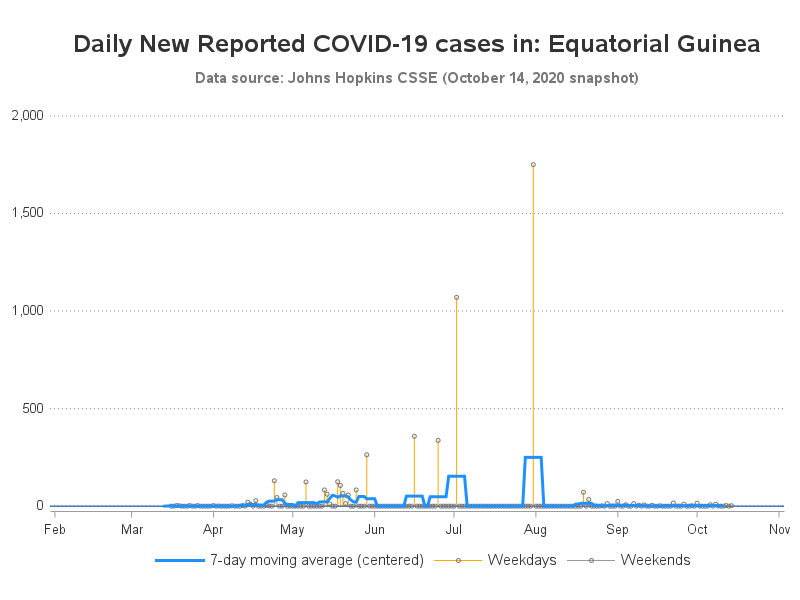 Daily New Reported COVID-19 cases in: Equatorial Guinea
Data source: Johns Hopkins CSSE (October 14, 2020 snapshot)
2,000
1,500
1,000
500
0
Feb Mar Apr May Jun Jul Aug Sep Oct Nov
7-day moving average (centered) Weekdays Weekends